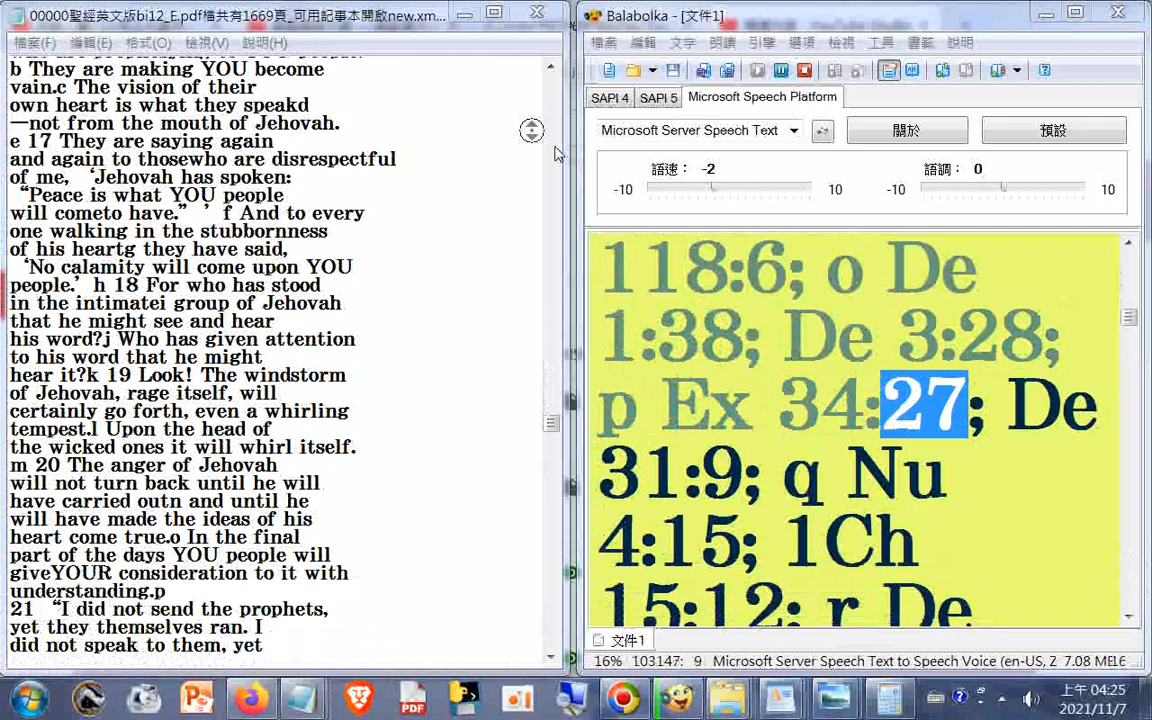 00000聖經英文版bi12_E.pdf檔共有1669頁_可用記事本開啟new.xm...
檔案(F) 編輯(E) 格式(O) 檢視(V) 說明(H)
b They are making YOU become
vain.c The vision of their
own heart is what they speakd
—not from the mouth of Jehovah.
e 17 They are saying again
and again to thosewho are disrespectful
of me, ‘Jehovah has spoken:
“Peace is what YOU people
will cometo have.” ’ f And to every
one walking in the stubbornness
of his heartg they have said,
‘No calamity will come upon YOU
people.’ h 18 For who has stood
in the intimatei group of Jehovah
that he might see and hear
his word?j Who has given attention
to his word that he might
hear it?k 19 Look! The windstorm
of Jehovah, rage itself, will
certainly go forth, even a whirling
tempest.l Upon the head of
the wicked ones it will whirl itself.
m 20 The anger of Jehovah
will not turn back until he will
have carried outn and until he
will have made the ideas of his
heart come true.o In the final
part of the days YOU people will
giveYOUR consideration to it with
understanding.p
21 “I did not send the prophets,
yet they themselves ran. I
did not speak to them, yet
Balabolka - [文件1]
檔案 編輯 文字 朗讀 引擎 選項 檢視 工具 書籤 說明
SAPI 4 SAPI 5 Microsoft Speech Platform
Microsoft Server Speech Text 關於 預設
語速: -2 語調: 0
-10 10 -10 10
118:6; o De
1:38; De 3:28;
p Ex 34:27; De
31:9; q Nu
4:15; 1Ch
15:12; r De
文件1
16% 103147: 9 Microsoft Server Speech Text to Speech Voice (en-US, Z 7.08 ME
上午 04:25
2021/11/7